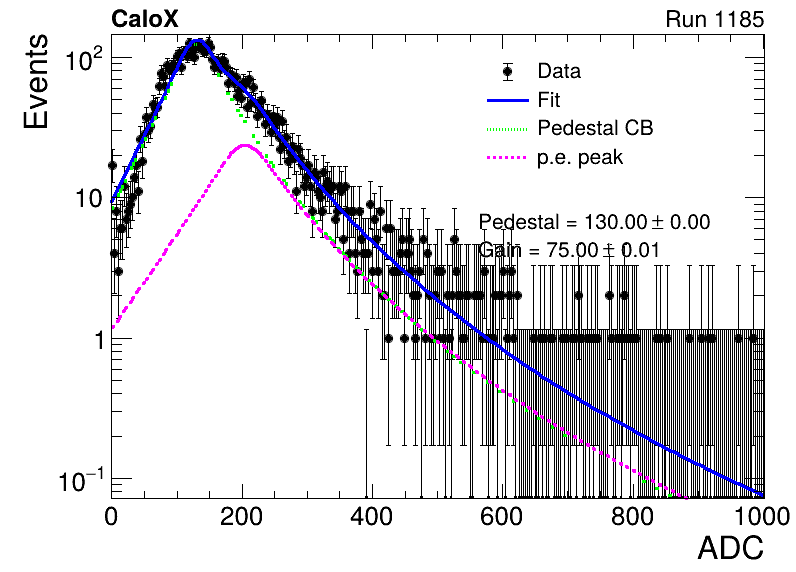 CaloX Run 1185
Events
Data
Fit
Pedestal CB
p.e. peak
Pedestal = 130.00 ± 0.00
Gain = 75.00 ± 0.01
10²
10
1
10⁻¹
0 200 400 600 800 1000
ADC